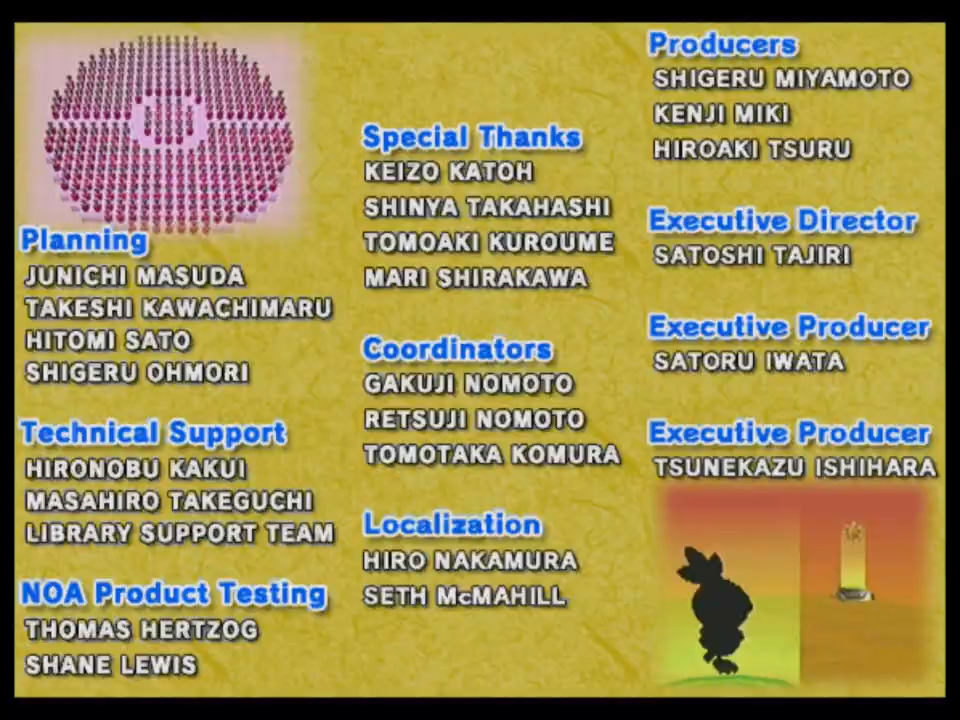 Planning
JUNICHI MASUDA
TAKESHI KAWACHIMARU
HITOMI SATO
SHIGERU OHMORI
Technical Support
HIRONOBU KAKUI
MASAHIRO TAKEGUCHI
LIBRARY SUPPORT TEAM
NOA Product Testing
THOMAS HERTZOG
SHANE LEWIS
Special Thanks
KEIZO KATOH
SHINYA TAKAHASHI
TOMOAKI KUROUME
MARI SHIRAKAWA
Coordinators
GAKUJI NOMOTO
RETSUJI NOMOTO
TOMOTAKA KOMURA
Localization
HIRO NAKAMURA
SETH McMAHILL
Producers
SHIGERU MIYAMOTO
KENJI MIKI
HIROAKI TSURU
Executive Director
SATOSHI TAJIRI
Executive Producer
SATORU IWATA
Executive Producer
TSUNEKAZU ISHIHARA